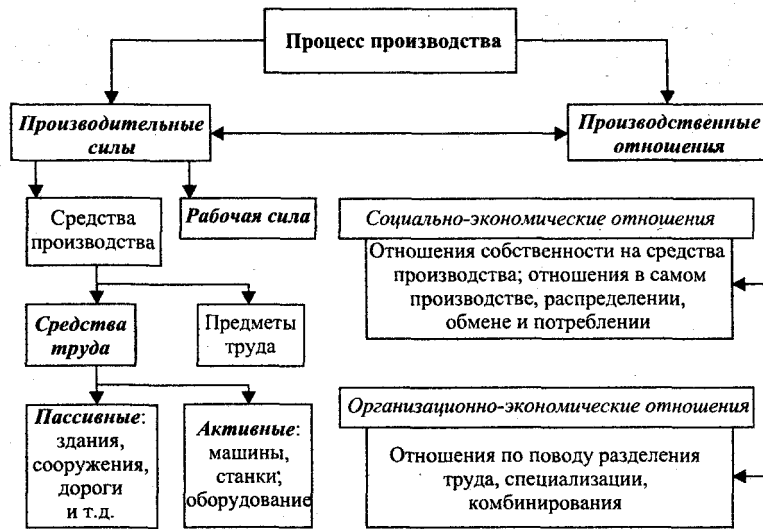 Процесс производства
Производительные
силы
Производственные
отношения
Средства
производства
Рабочая сила
Социально-экономические отношения
Отношения собственности на средства
производства; отношения в самом
производстве, распределении,
обмене и потреблении
Средства
труда
Предметы
труда
Пассивные:
здания,
сооружения,
дороги
и т.д.
Активные:
машины,
станки;
оборудование
Организационно-экономические отношения
Отношения по поводу разделения
труда, специализации,
комбинирования